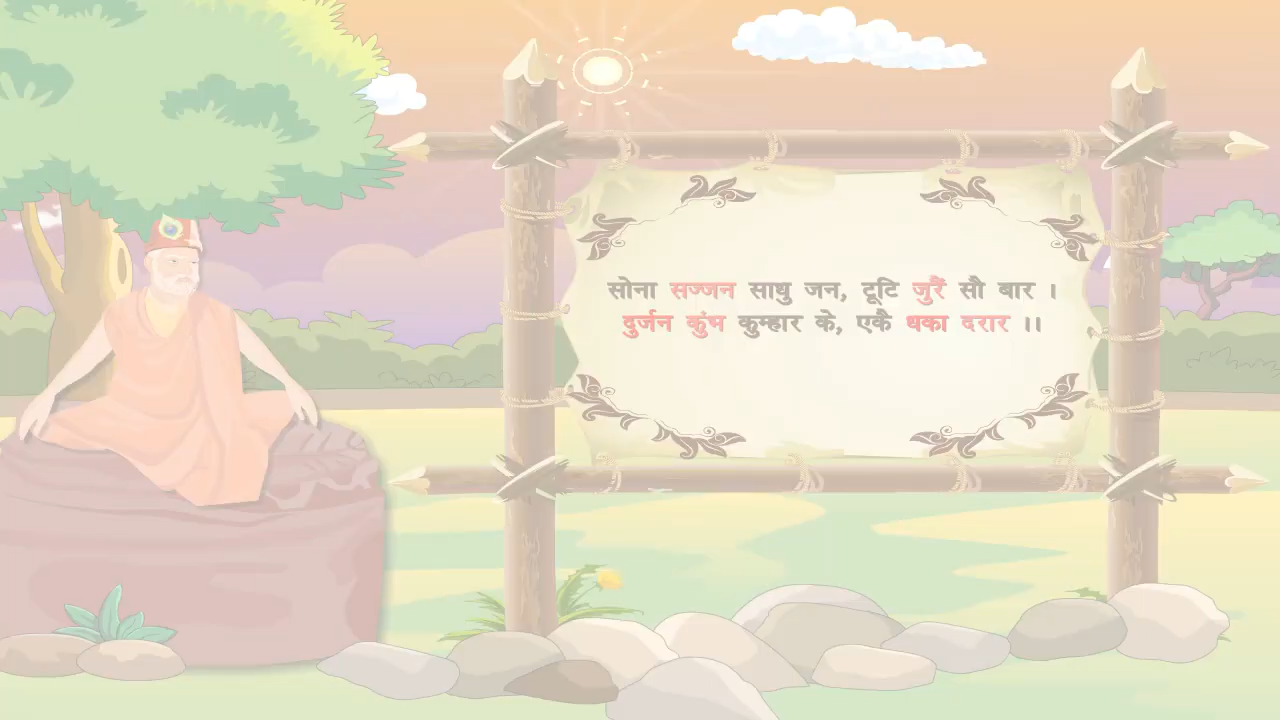 सोना सज्जन साधु जन, टूटि जुरैं सौ बार ।
दुर्जन कुंभ कुम्हार के, एकै धका दरार ।।